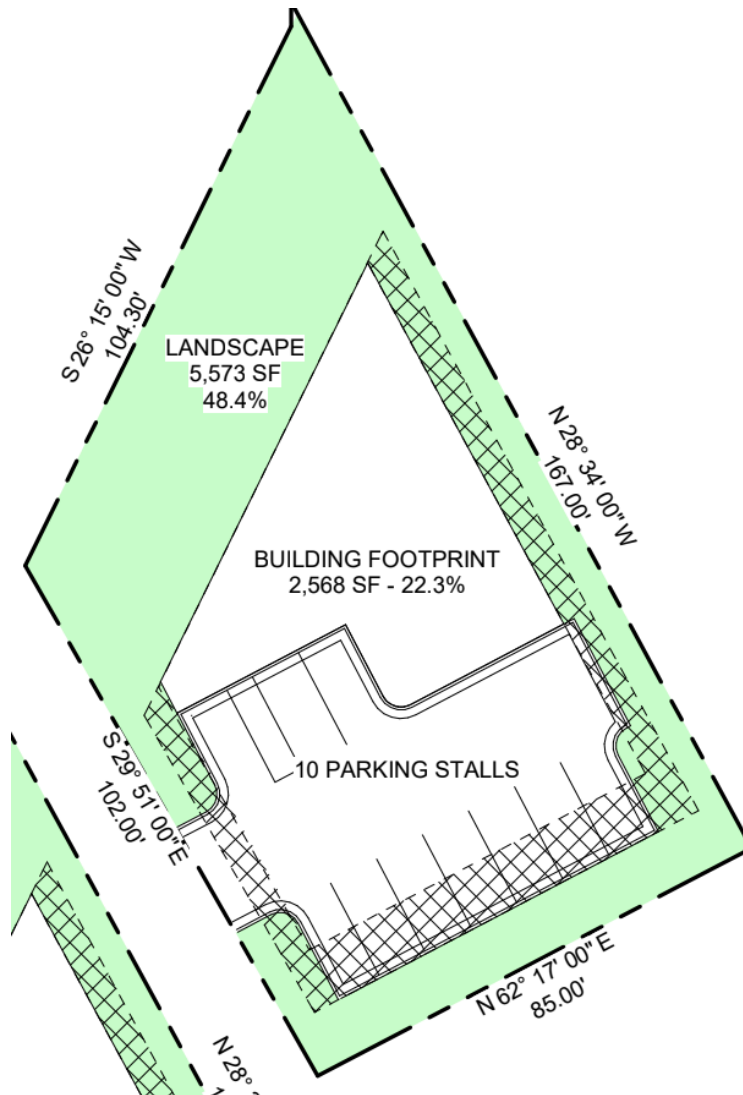 S 26° 15' 00" W
104.30'
LANDSCAPE
5,573 SF
48.4%
N 28° 34' 00" W
167.00'
BUILDING FOOTPRINT
2,568 SF - 22.3%
10 PARKING STALLS
S 29° 51' 00" E
102.00'
N 62° 17' 00" E
85.00'
N 28°